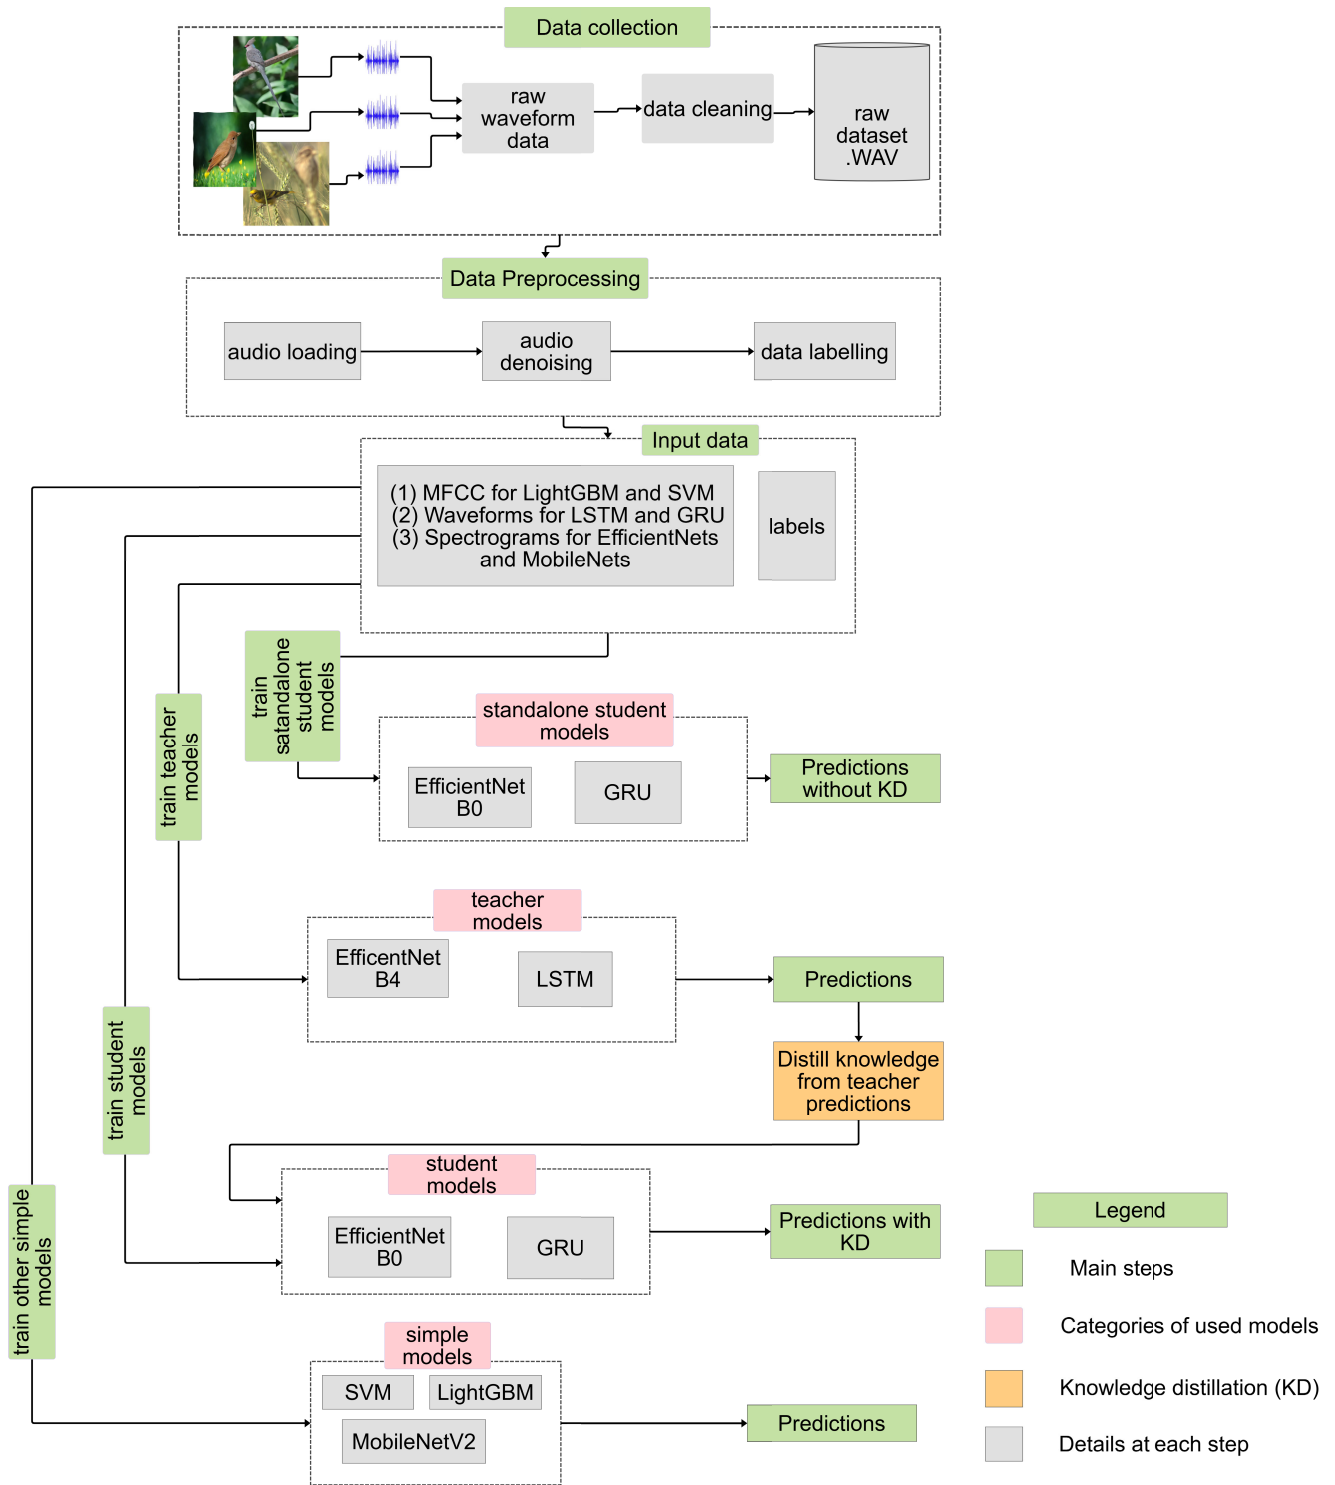 Data collection
raw
waveform
data
data cleaning
raw
dataset
.WAV
Data Preprocessing
audio loading
audio
denoising
data labelling
Input data
(1) MFCC for LightGBM and SVM
(2) Waveforms for LSTM and GRU
(3) Spectrograms for EfficientNets
and MobileNets
labels
train
satandalone
student
models
standalone student
models
EfficientNet
B0
GRU
Predictions
without KD
train teacher
models
teacher
models
EfficentNet
B4
LSTM
Predictions
Distill knowledge
from teacher
predictions
train student
models
student
models
EfficientNet
B0
GRU
Predictions with
KD
train other simple
models
simple
models
SVM
LightGBM
MobileNetV2
Predictions
Legend
Main steps
Categories of used models
Knowledge distillation (KD)
Details at each step